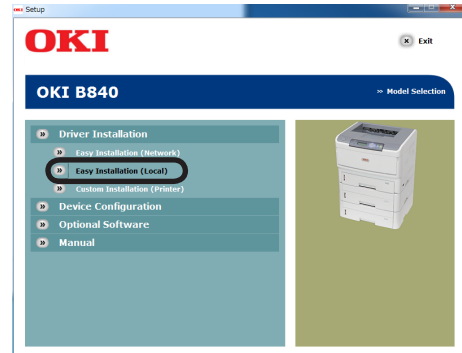 OKI Setup
OKI
Exit
OKI B840
» Model Selection
» Driver Installation
» Easy Installation (Network)
» Easy Installation (Local)
» Custom Installation (Printer)
» Device Configuration
» Optional Software
» Manual